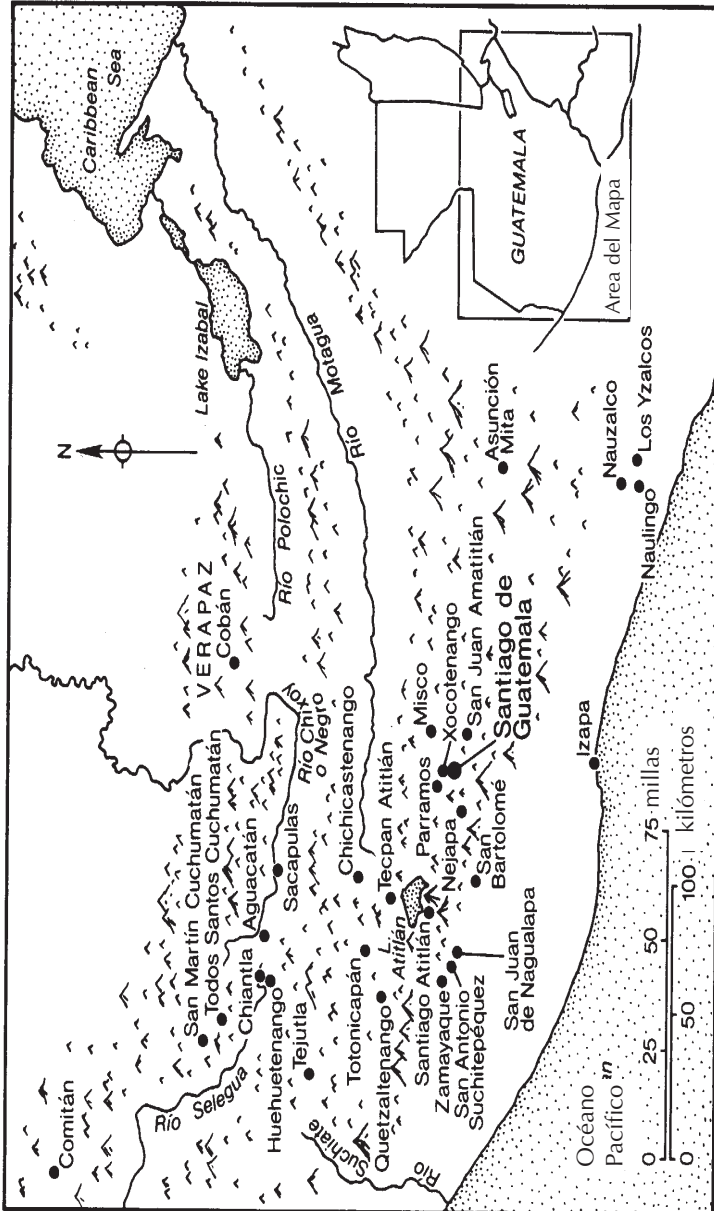 Caribbean
Sea
Lake Izabal
N
Comitán
VERAPAZ
Cobán
Río Polochic
San Martín Cuchumatán
Todos Santos Cuchumatán
Chiantla
Aguacatán
Sacapulas
Río Chixoy
o Negro
Río Selegua
Huehuetenango
Tejutla
Río Motagua
Chichicastenango
Totonicapán
Tecpan Atitlán
Quetzaltenango
L.
Atitlán
Río Suchiate
Santiago Atitlán
Zamayaque
San Antonio
Suchitepéquez
San Juan
de Nagualapa
Parramos
Nejapa
San
Bartolomé
Misco
Xocotenango
San Juan Amatitlán
Santiago de
Guatemala
Asunción
Mita
Izapa
Nauzalco
Los Yzalcos
Naulingo
GUATEMALA
Area del Mapa
Océano
Pacífico in
0 25 50 75 millas
0 50 100 kilómetros